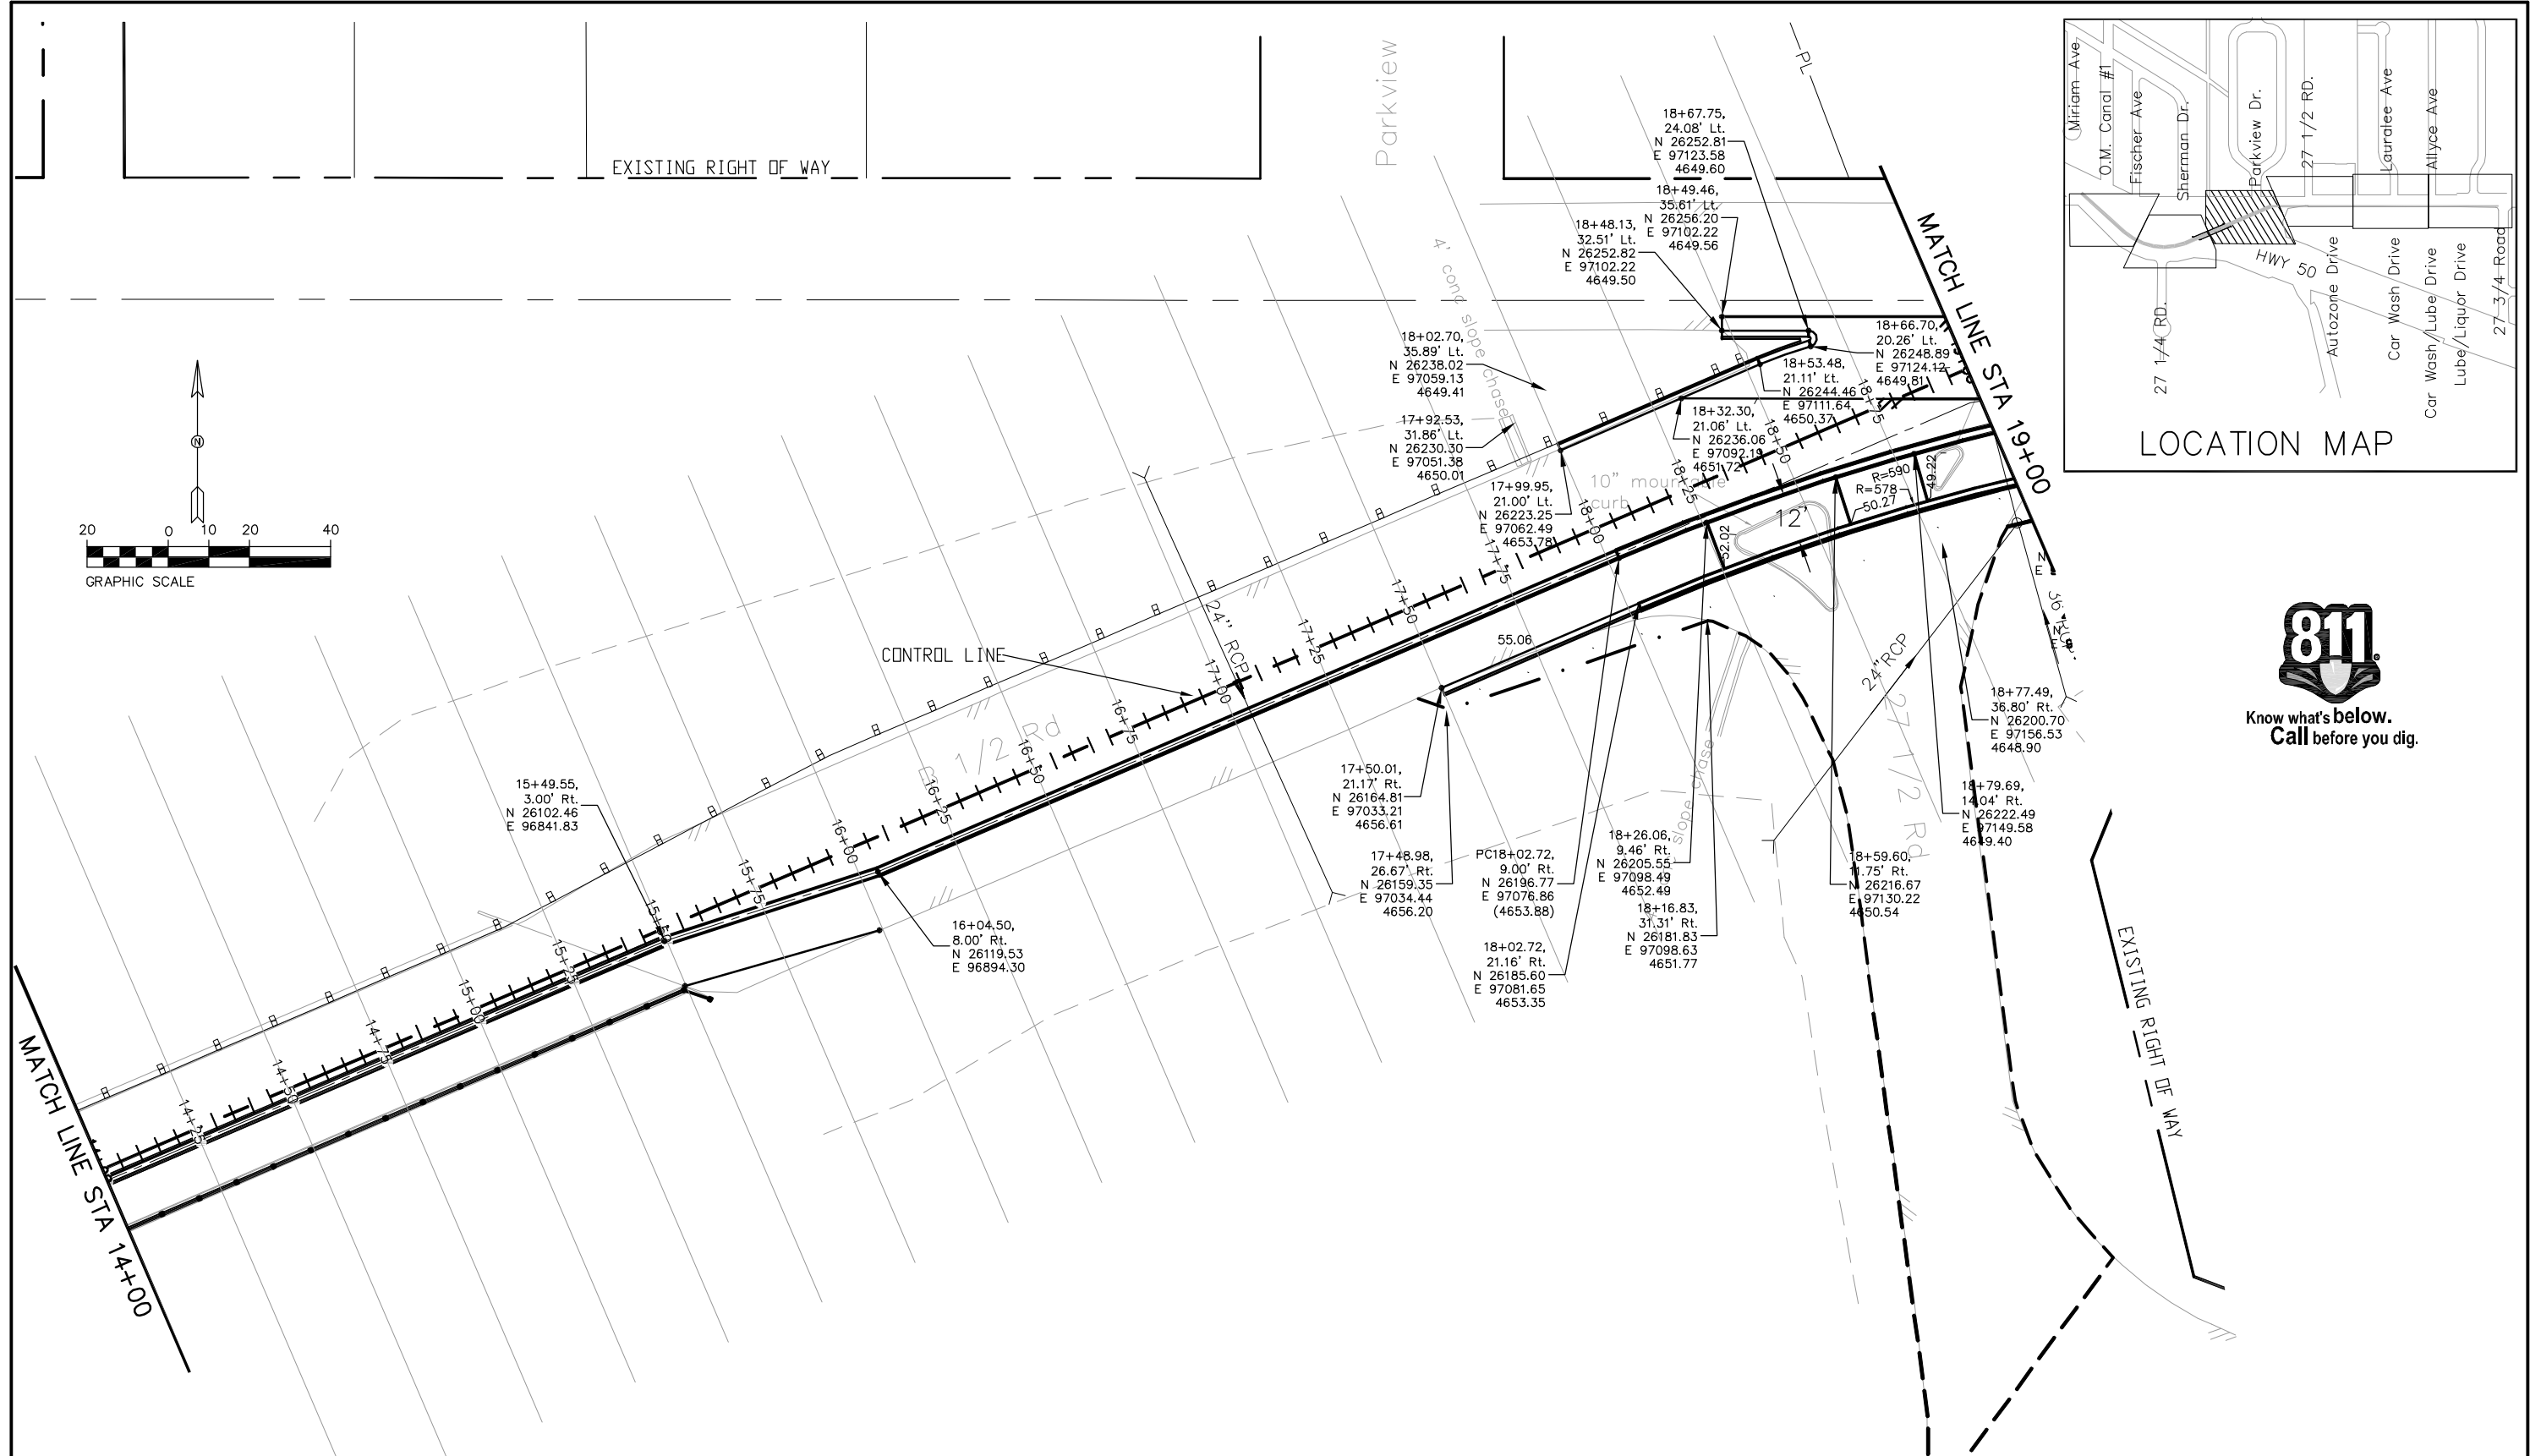 EXISTING RIGHT OF WAY
Parkview
PL
18+67.75,
24.08' Lt.
N 26252.81
E 97123.58
4649.60
18+49.46,
35.61' Lt.
N 26256.20
E 97102.22
4649.56
18+48.13,
32.51' Lt.
N 26252.82
E 97102.22
4649.50
MATCH LINE STA 19+00
4' conc slope chase
18+02.70,
35.89' Lt.
N 26238.02
E 97059.13
4649.41
18+66.70,
20.26' Lt.
N 26248.89
E 97124.12
4649.81
18+53.48,
21.11' Lt.
N 26244.46
E 97111.64
4650.37
17+92.53,
31.86' Lt.
N 26230.30
E 97051.38
4650.01
18+32.30,
21.06' Lt.
N 26236.06
E 97092.19
4651.72
17+99.95,
21.00' Lt.
N 26223.25
E 97062.49
4653.78
10" mountable
curb
12'
R=590
R=578
50.27
49.22
52.02
55.06
20 0 10 20 40
GRAPHIC SCALE
N
CONTROL LINE
24" RCP
E 1/2 Rd
14+25
14+50
14+75
15+00
15+25
15+50
15+75
16+00
16+25
16+50
16+75
17+00
17+25
17+50
17+75
18+00
18+25
18+50
18+75
N
E
36" RCP
N
E
24" RCP
27 1/2 Rd
slope chase
15+49.55,
3.00' Rt.
N 26102.46
E 96841.83
16+04.50,
8.00' Rt.
N 26119.53
E 96894.30
17+50.01,
21.17' Rt.
N 26164.81
E 97033.21
4656.61
17+48.98,
26.67' Rt.
N 26159.35
E 97034.44
4656.20
PC18+02.72,
9.00' Rt.
N 26196.77
E 97076.86
(4653.88)
18+02.72,
21.16' Rt.
N 26185.60
E 97081.65
4653.35
18+26.06,
9.46' Rt.
N 26205.55
E 97098.49
4652.49
18+16.83,
31.31' Rt.
N 26181.83
E 97098.63
4651.77
18+59.60,
11.75' Rt.
N 26216.67
E 97130.22
4650.54
18+77.49,
36.80' Rt.
N 26200.70
E 97156.53
4648.90
18+79.69,
14.04' Rt.
N 26222.49
E 97149.58
4649.40
EXISTING RIGHT OF WAY
MATCH LINE STA 14+00
Miriam Ave
O.M. Canal #1
Fischer Ave
Sherman Dr.
Parkview Dr.
27 1/2 RD.
Lauralee Ave
Allyce Ave
27 1/4 RD.
HWY 50
Autozone Drive
Car Wash Drive
Car Wash/Lube Drive
Lube/Liquor Drive
27 3/4 Road
LOCATION MAP
811
Know what's below.
Call before you dig.